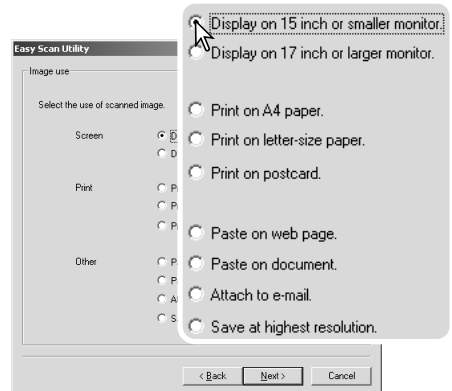 Easy Scan Utility
Image use
Select the use of scanned image.
Screen
Display on 15 inch or smaller monitor.
Display on 17 inch or larger monitor.
Print
Print on A4 paper.
Print on letter-size paper.
Print on postcard.
Other
Paste on web page.
Paste on document.
Attach to e-mail.
Save at highest resolution.
< Back
Next >
Cancel